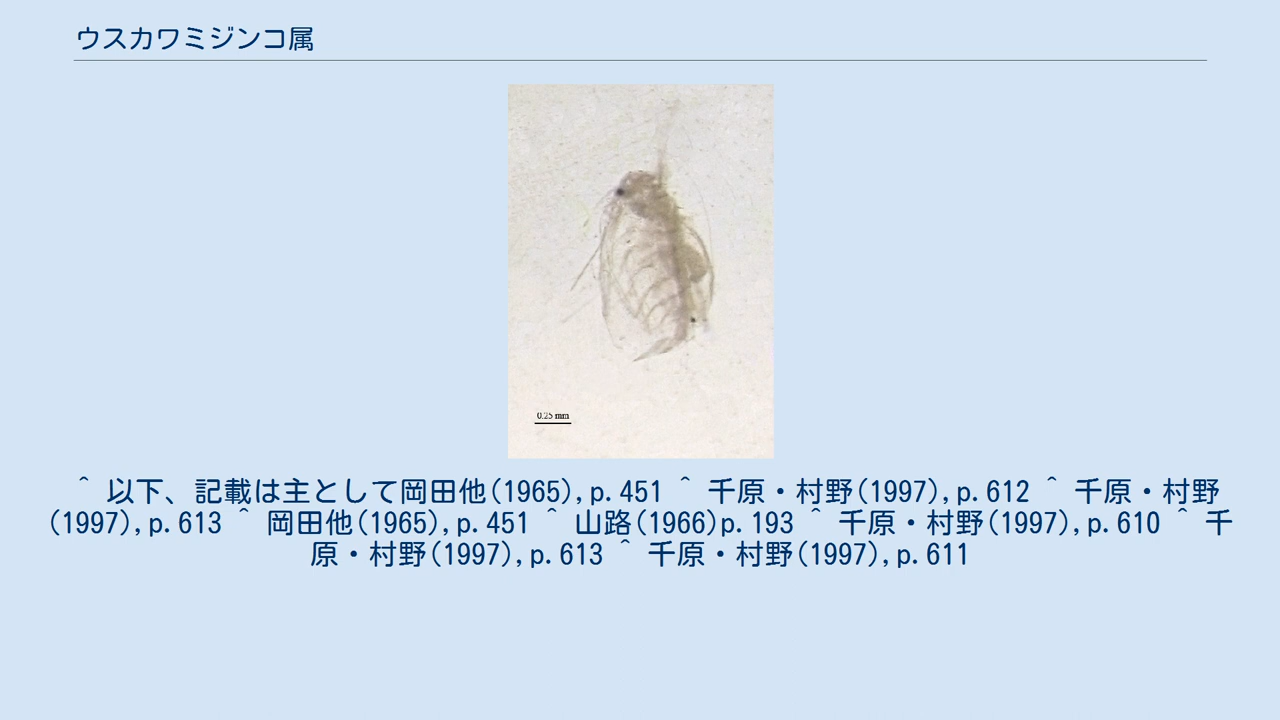 ウスカワミジンコ属
0.25 mm
^ 以下、記載は主として岡田他(1965),p.451 ^ 千原・村野(1997),p.612 ^ 千原・村野
(1997),p.613 ^ 岡田他(1965),p.451 ^ 山路(1966)p.193 ^ 千原・村野(1997),p.610 ^ 千
原・村野(1997),p.613 ^ 千原・村野(1997),p.611